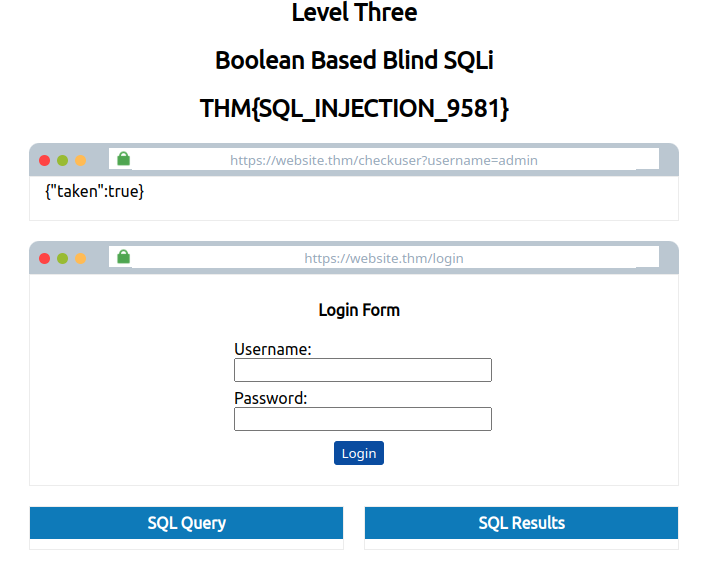 Level Three
Boolean Based Blind SQLi
THM{SQL_INJECTION_9581}
https://website.thm/checkuser?username=admin
{"taken":true}
https://website.thm/login
Login Form
Username:
Password:
Login
SQL Query
SQL Results